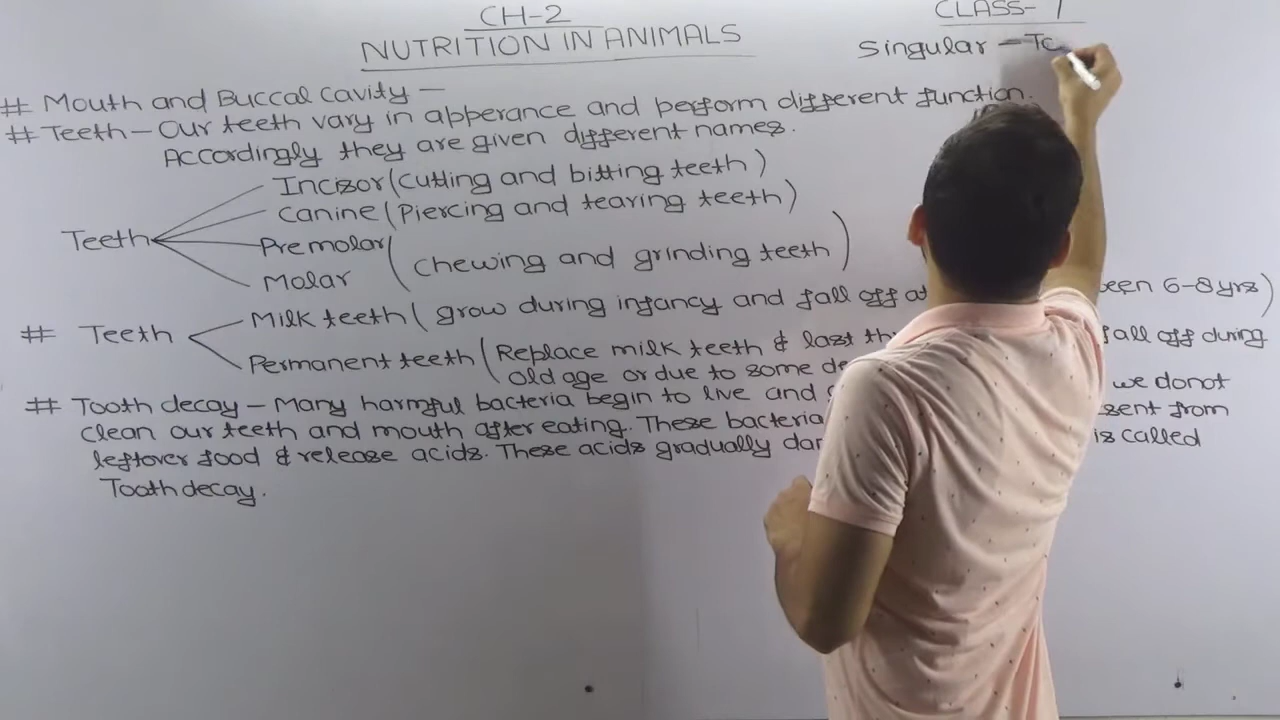 CH-2
CLASS- 7
NUTRITION IN ANIMALS
Singular - To
# Mouth and Buccal cavity -
# Teeth - Our teeth vary in apperance and perform different function.
Accordingly they are given different names.
Teeth
Incizor (cutting and bitting teeth)
Canine (Piercing and tearing teeth)
Premolar
Molar
(chewing and grinding teeth)
# Teeth
Milk teeth (grow during infancy and fall off at 6-8 yrs)
Permanent teeth (Replace milk teeth & last fall off during
old age or due to some
# Tooth decay - Many harmful bacteria begin to live and we donot
clean our teeth and mouth after eating. These bacteria from
leftover food & release acids. These acids gradually is called
Tooth decay.